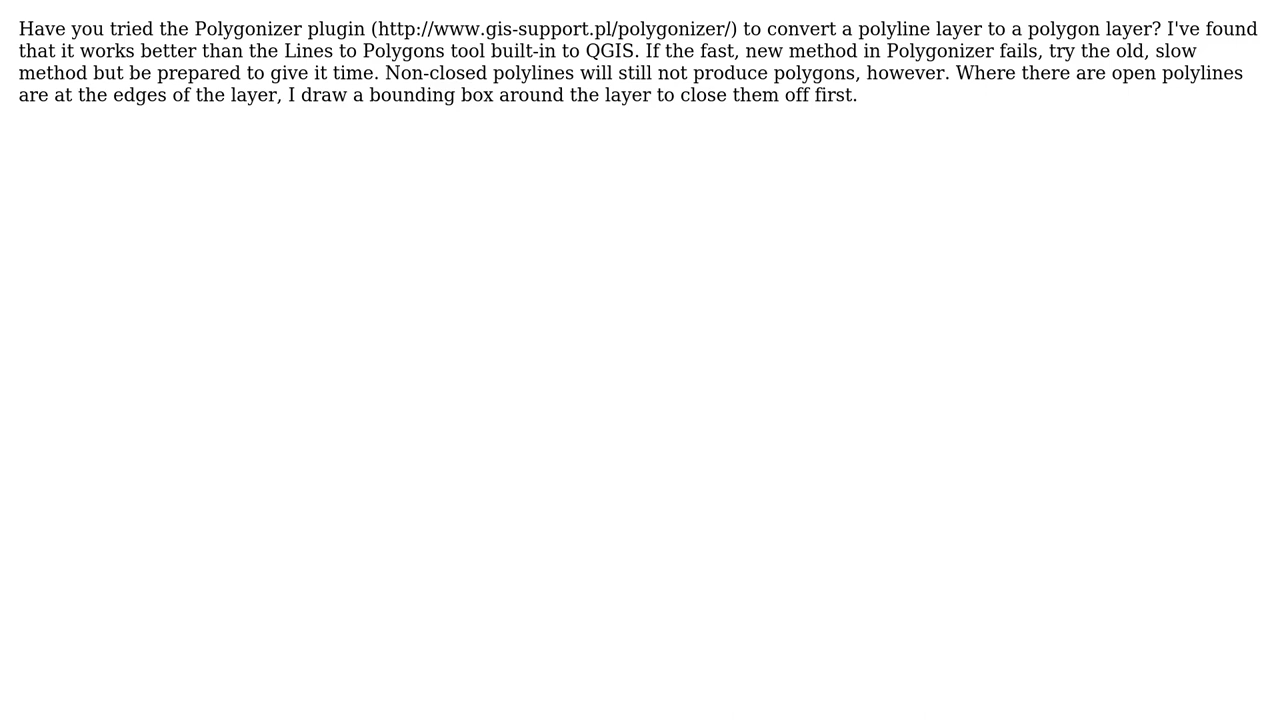 Have you tried the Polygonizer plugin (http://www.gis-support.pl/polygonizer/) to convert a polyline layer to a polygon layer? I've found
that it works better than the Lines to Polygons tool built-in to QGIS. If the fast, new method in Polygonizer fails, try the old, slow
method but be prepared to give it time. Non-closed polylines will still not produce polygons, however. Where there are open polylines
are at the edges of the layer, I draw a bounding box around the layer to close them off first.